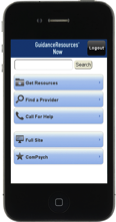 GuidanceResources®
Now
Logout
Search
Get Resources
Find a Provider
Call For Help
Full Site
ComPsych